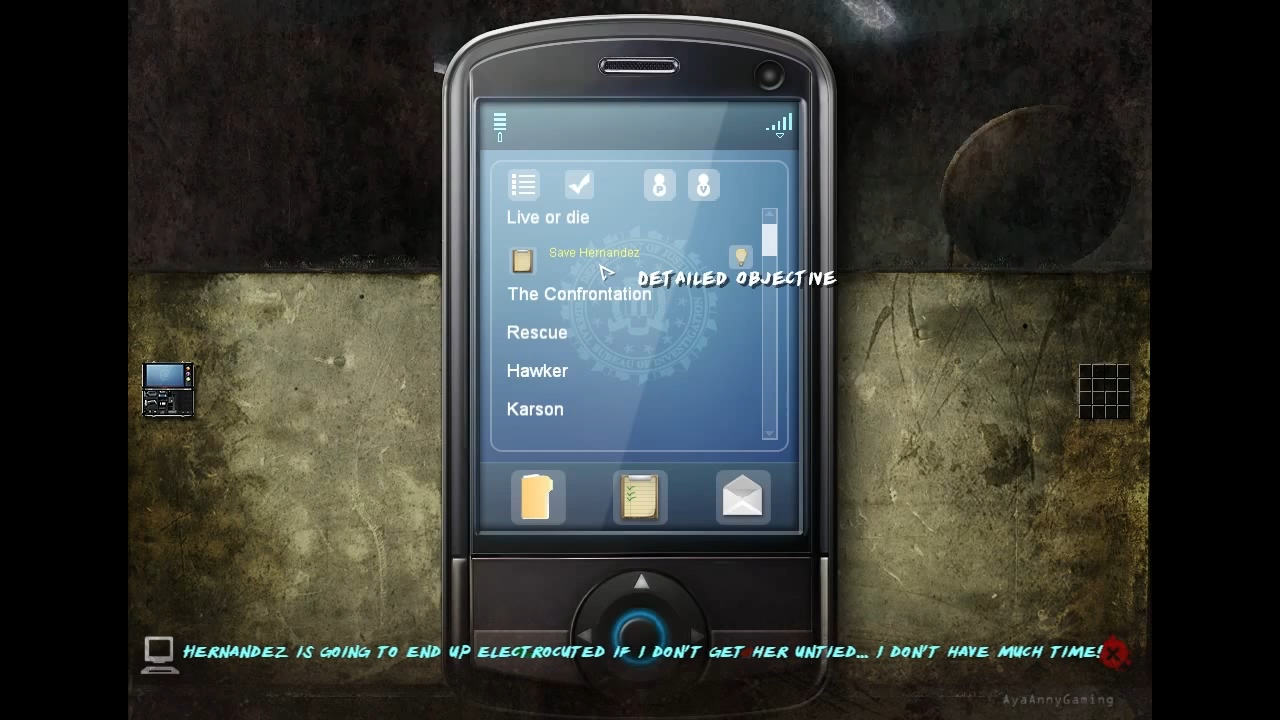 P V
Live or die
Save Hernandez
DETAILED OBJECTIVE
The Confrontation
Rescue
Hawker
Karson
HERNANDEZ IS GOING TO END UP ELECTROCUTED IF I DON'T GET HER UNTIED... I DON'T HAVE MUCH TIME!
AyaAnnyGaming